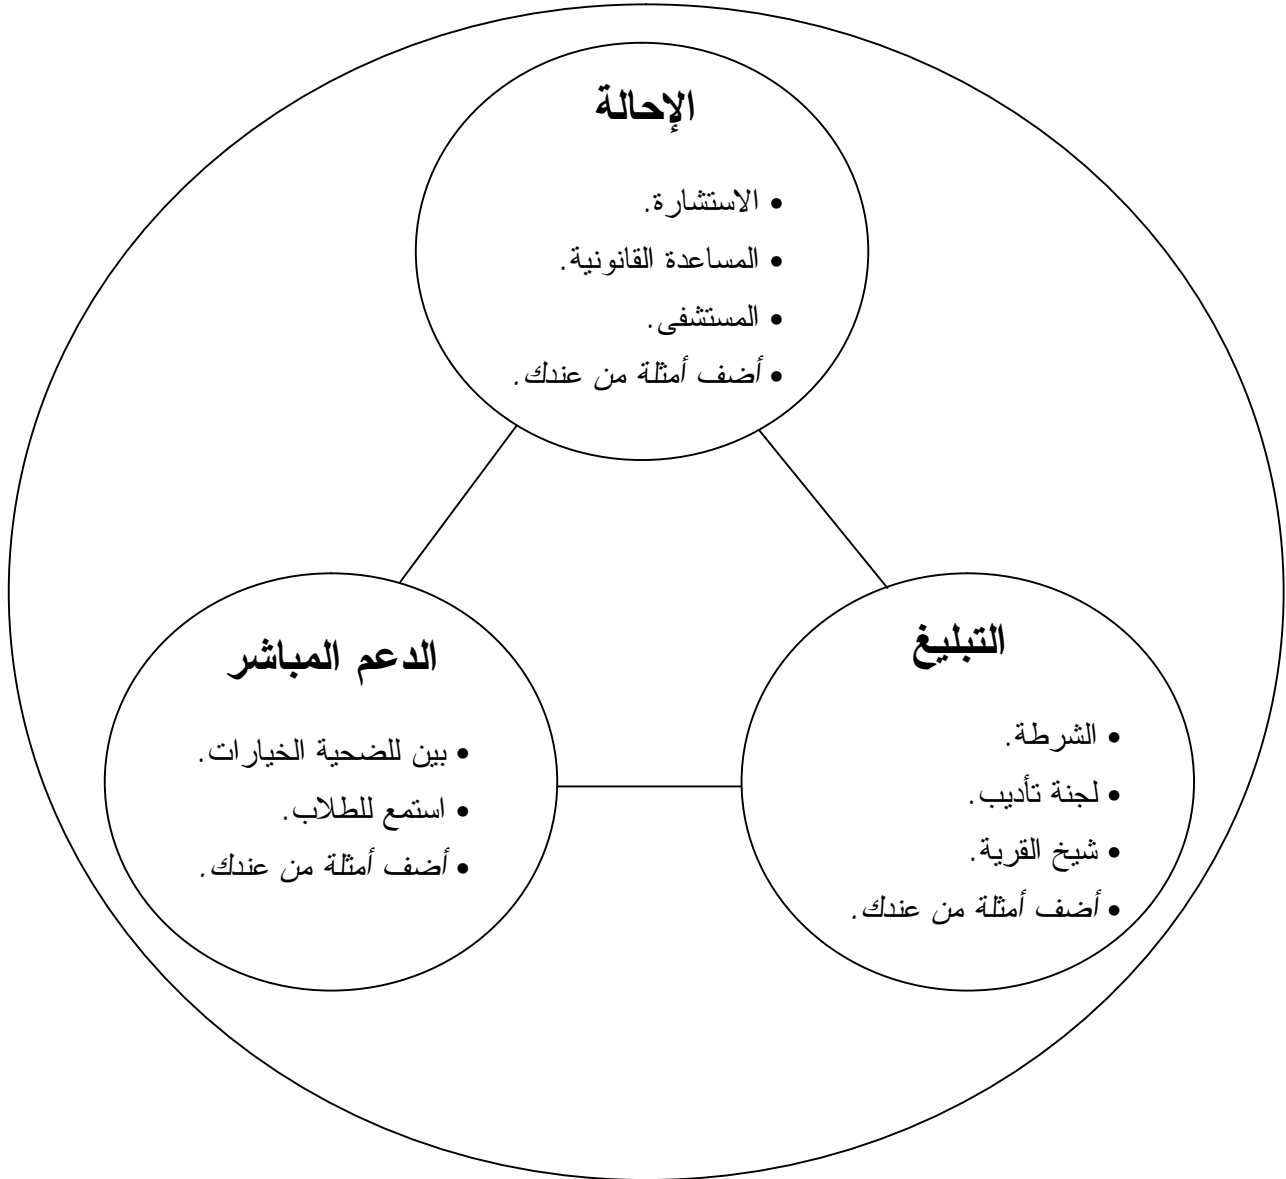 الإحالة
• الاستشارة.
• المساعدة القانونية.
• المستشفى.
• أضف أمثلة من عندك.
التبليغ
• الشرطة.
• لجنة تأديب.
• شيخ القرية.
• أضف أمثلة من عندك.
الدعم المباشر
• بين للضحية الخيارات.
• استمع للطلاب.
• أضف أمثلة من عندك.